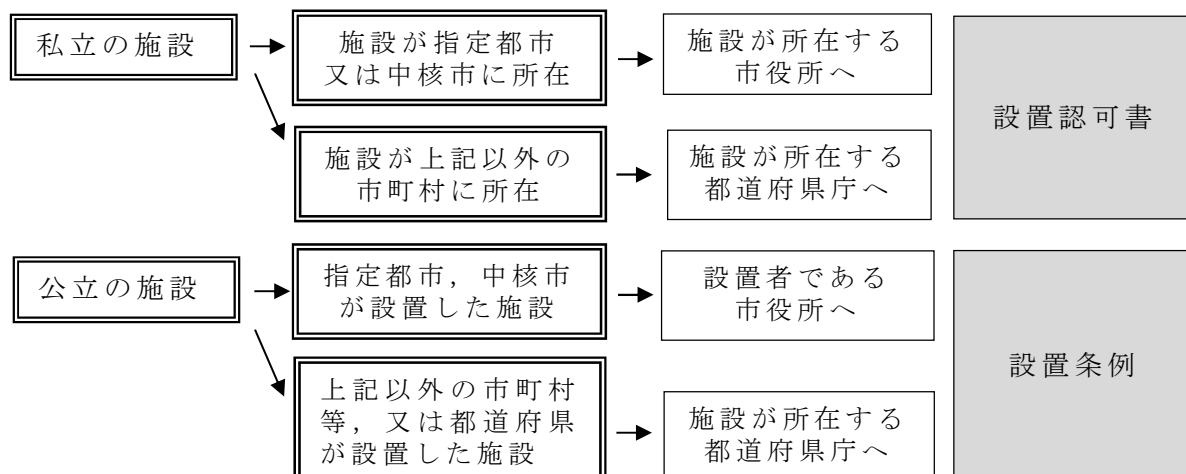 私立の施設
施設が指定都市
又は中核市に所在
施設が所在する
市役所へ
設置認可書
施設が上記以外の
市町村に所在
施設が所在する
都道府県庁へ
公立の施設
指定都市，中核市
が設置した施設
設置者である
市役所へ
設置条例
上記以外の市町村
等，又は都道府県
が設置した施設
施設が所在する
都道府県庁へ